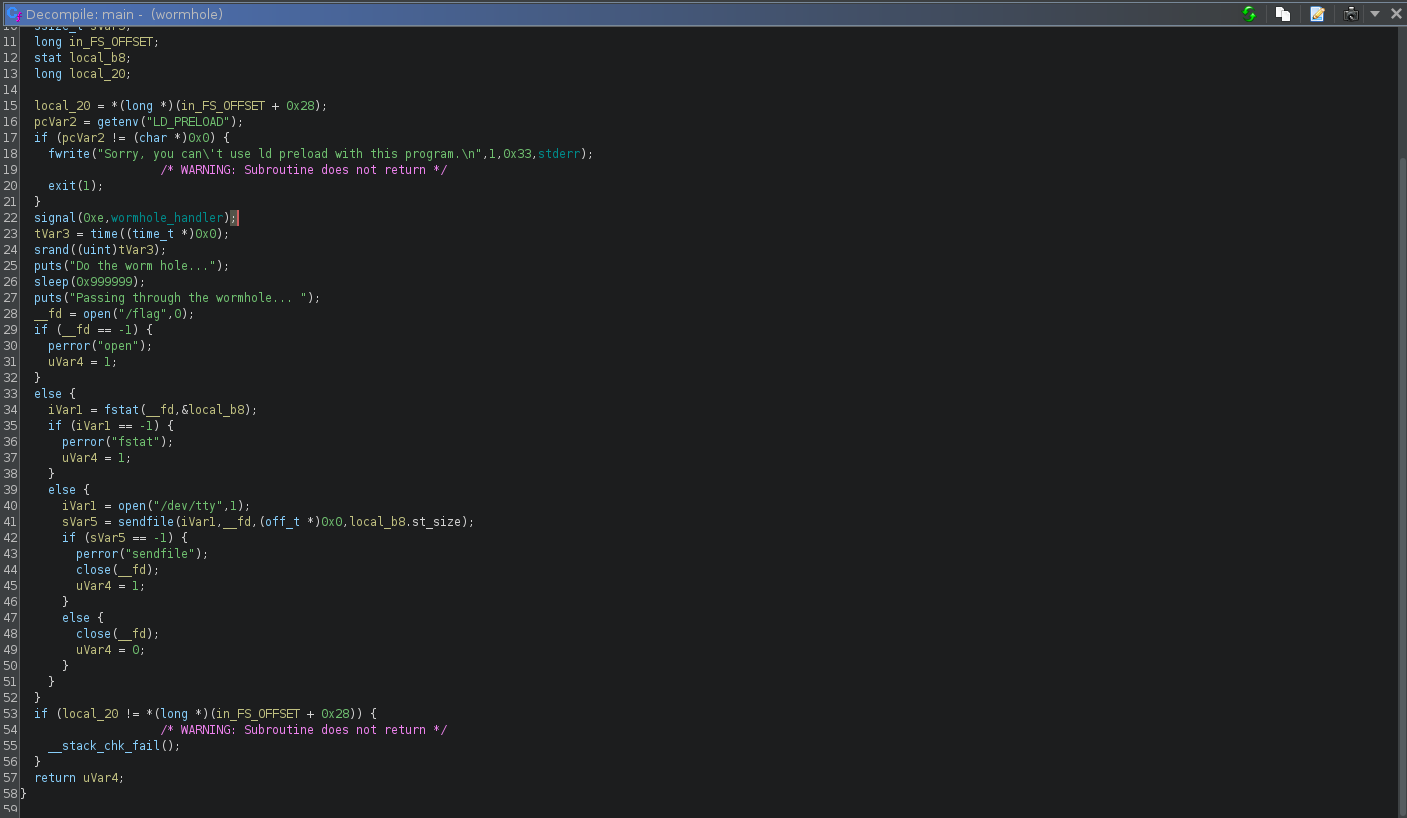 Decompile: main - (wormhole)
11 long in_FS_OFFSET;
12 stat local_b8;
13 long local_20;
14
15 local_20 = *(long *)(in_FS_OFFSET + 0x28);
16 pcVar2 = getenv("LD_PRELOAD");
17 if (pcVar2 != (char *)0x0) {
18 fwrite("Sorry, you can\'t use ld preload with this program.\n",1,0x33,stderr);
19 /* WARNING: Subroutine does not return */
20 exit(1);
21 }
22 signal(0xe,wormhole_handler);
23 tVar3 = time((time_t *)0x0);
24 srand((uint)tVar3);
25 puts("Do the worm hole...");
26 sleep(0x999999);
27 puts("Passing through the wormhole... ");
28 __fd = open("/flag",0);
29 if (__fd == -1) {
30 perror("open");
31 uVar4 = 1;
32 }
33 else {
34 iVar1 = fstat(__fd,&local_b8);
35 if (iVar1 == -1) {
36 perror("fstat");
37 uVar4 = 1;
38 }
39 else {
40 iVar1 = open("/dev/tty",1);
41 sVar5 = sendfile(iVar1,__fd,(off_t *)0x0,local_b8.st_size);
42 if (sVar5 == -1) {
43 perror("sendfile");
44 close(__fd);
45 uVar4 = 1;
46 }
47 else {
48 close(__fd);
49 uVar4 = 0;
50 }
51 }
52 }
53 if (local_20 != *(long *)(in_FS_OFFSET + 0x28)) {
54 /* WARNING: Subroutine does not return */
55 __stack_chk_fail();
56 }
57 return uVar4;
58 }
59